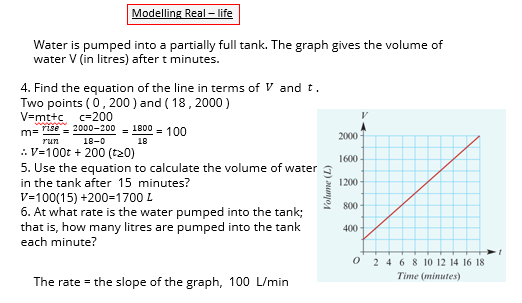 Modelling Real – life
Water is pumped into a partially full tank. The graph gives the volume of
water V (in litres) after t minutes.
4. Find the equation of the line in terms of V and t.
Two points ( 0 , 200 ) and ( 18 , 2000 )
V=mt+c c=200
m= rise/run = 2000−200/18−0 = 1800/18 = 100
∴ V=100t + 200 (t≥0)
5. Use the equation to calculate the volume of water
in the tank after 15 minutes?
V=100(15) +200=1700 L
6. At what rate is the water pumped into the tank;
that is, how many litres are pumped into the tank
each minute?
The rate = the slope of the graph, 100 L/min
V
2000
1600
1200
800
400
Volume (L)
O 2 4 6 8 10 12 14 16 18 t
Time (minutes)